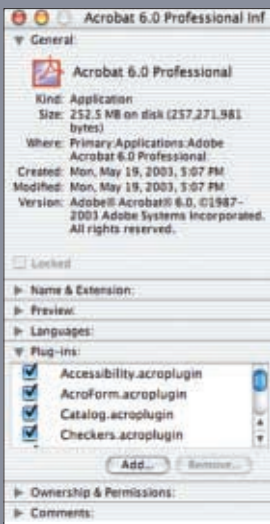 Acrobat 6.0 Professional Inf
General:
Acrobat 6.0 Professional
Kind: Application
Size: 252.5 MB on disk (257,271,981
bytes)
Where: Primary:Applications:Adobe
Acrobat 6.0 Professional:
Created: Mon, May 19, 2003, 5:07 PM
Modified: Mon, May 19, 2003, 5:07 PM
Version: Adobe® Acrobat® 6.0, ©1987-
2003 Adobe Systems Incorporated.
All rights reserved.
Locked
Name & Extension:
Preview:
Languages:
Plug-ins:
Accessibility.acroplugin
AcroForm.acroplugin
Catalog.acroplugin
Checkers.acroplugin
Add... Remove...
Ownership & Permissions:
Comments: